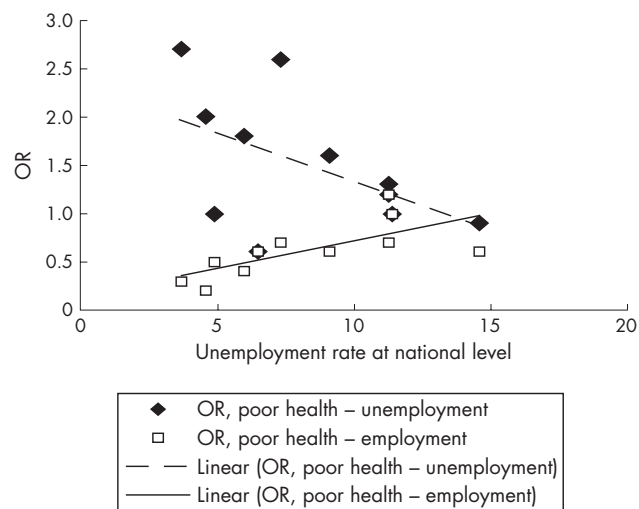 3.0
2.5
2.0
1.5
1.0
0.5
0
OR
0 5 10 15 20
Unemployment rate at national level
OR, poor health – unemployment
OR, poor health – employment
Linear (OR, poor health – unemployment)
Linear (OR, poor health – employment)